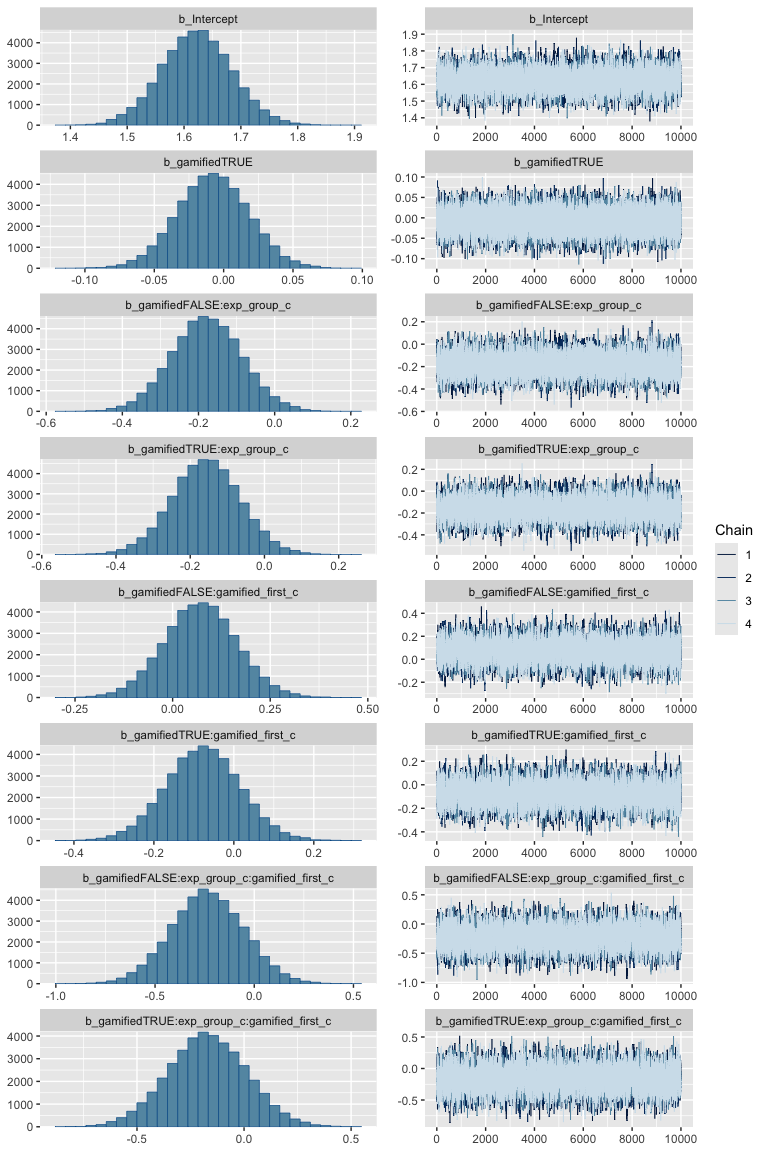 b_Intercept
4000
3000
2000
1000
0
1.4 1.5 1.6 1.7 1.8 1.9
b_Intercept
1.9
1.8
1.7
1.6
1.5
1.4
0 2000 4000 6000 8000 10000
b_gamifiedTRUE
4000
3000
2000
1000
0
-0.10 -0.05 0.00 0.05 0.10
b_gamifiedTRUE
0.10
0.05
0.00
-0.05
-0.10
0 2000 4000 6000 8000 10000
b_gamifiedFALSE:exp_group_c
4000
3000
2000
1000
0
-0.6 -0.4 -0.2 0.0 0.2
b_gamifiedFALSE:exp_group_c
0.2
0.0
-0.2
-0.4
-0.6
0 2000 4000 6000 8000 10000
b_gamifiedTRUE:exp_group_c
4000
3000
2000
1000
0
-0.6 -0.4 -0.2 0.0 0.2
b_gamifiedTRUE:exp_group_c
0.2
0.0
-0.2
-0.4
0 2000 4000 6000 8000 10000
b_gamifiedFALSE:gamified_first_c
4000
3000
2000
1000
0
-0.25 0.00 0.25 0.50
b_gamifiedFALSE:gamified_first_c
0.4
0.2
0.0
-0.2
0 2000 4000 6000 8000 10000
b_gamifiedTRUE:gamified_first_c
4000
3000
2000
1000
0
-0.4 -0.2 0.0 0.2
b_gamifiedTRUE:gamified_first_c
0.2
0.0
-0.2
-0.4
0 2000 4000 6000 8000 10000
b_gamifiedFALSE:exp_group_c:gamified_first_c
4000
3000
2000
1000
0
-1.0 -0.5 0.0 0.5
b_gamifiedFALSE:exp_group_c:gamified_first_c
0.5
0.0
-0.5
-1.0
0 2000 4000 6000 8000 10000
b_gamifiedTRUE:exp_group_c:gamified_first_c
4000
3000
2000
1000
0
-0.5 0.0 0.5
b_gamifiedTRUE:exp_group_c:gamified_first_c
0.5
0.0
-0.5
0 2000 4000 6000 8000 10000
Chain
1
2
3
4